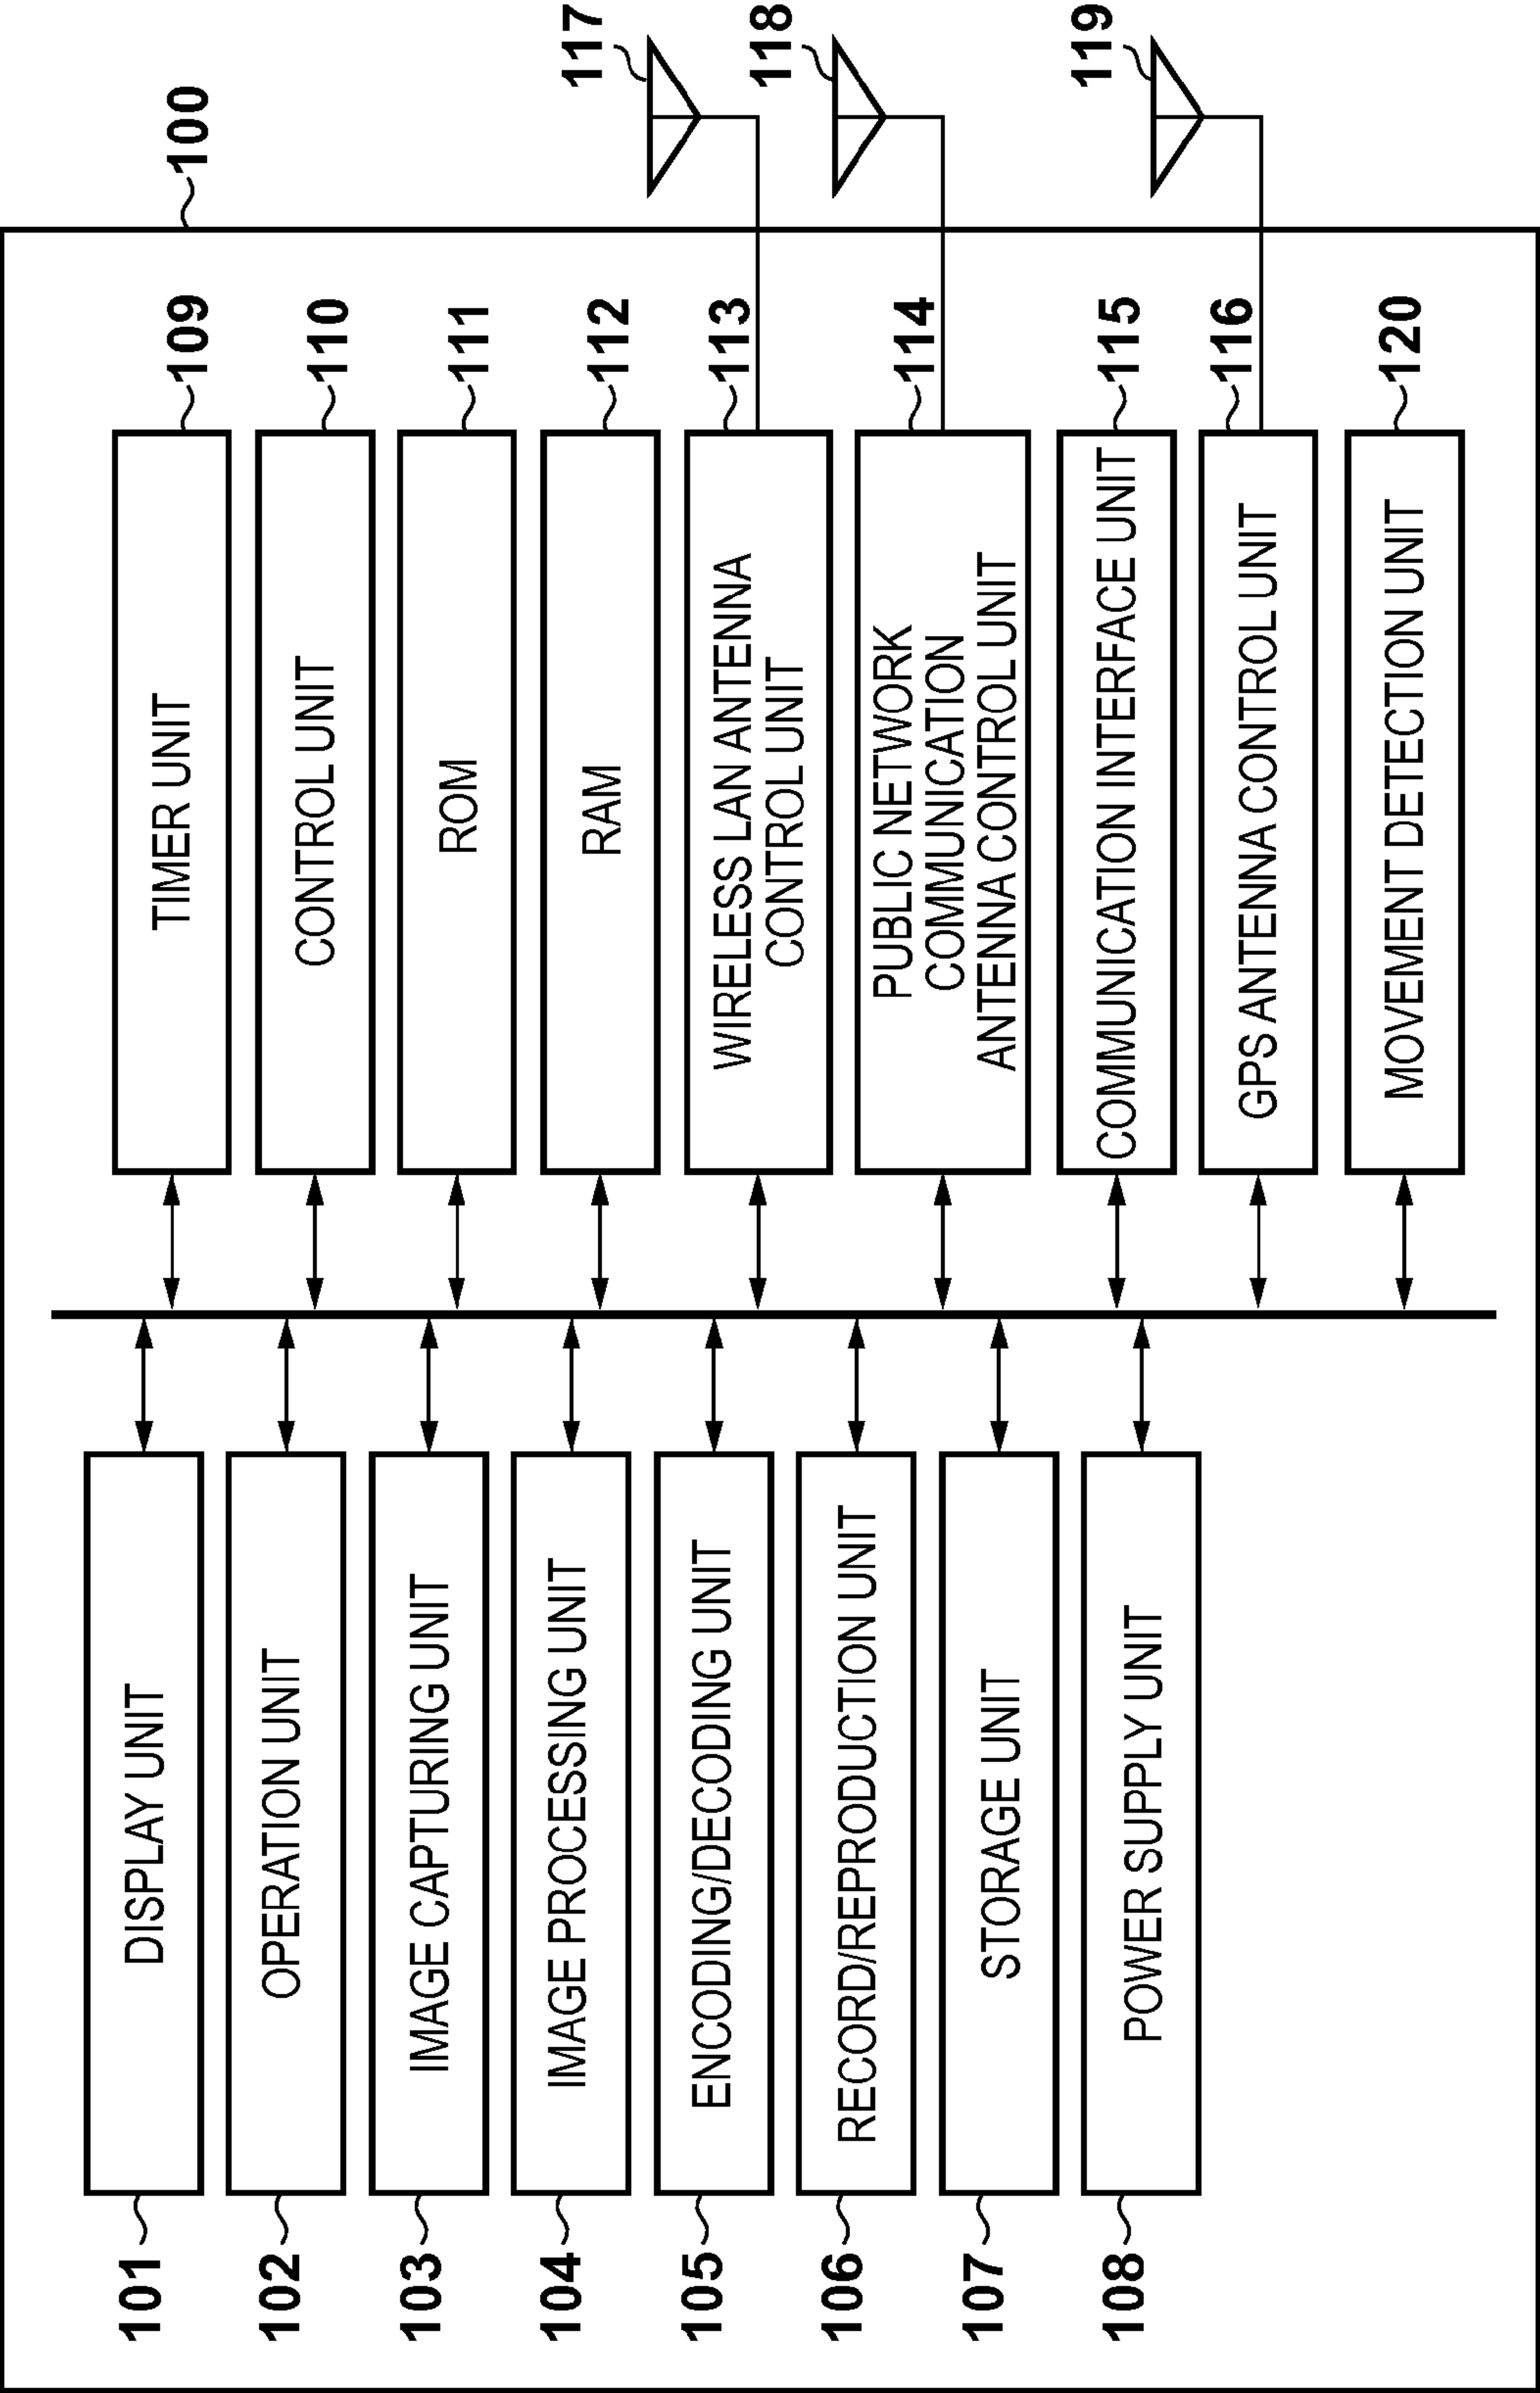 100
101
DISPLAY UNIT
102
OPERATION UNIT
103
IMAGE CAPTURING UNIT
104
IMAGE PROCESSING UNIT
105
ENCODING/DECODING UNIT
106
RECORD/REPRODUCTION UNIT
107
STORAGE UNIT
108
POWER SUPPLY UNIT
TIMER UNIT
109
CONTROL UNIT
110
ROM
111
RAM
112
WIRELESS LAN ANTENNA
CONTROL UNIT
113
117
PUBLIC NETWORK
COMMUNICATION
ANTENNA CONTROL UNIT
114
118
COMMUNICATION INTERFACE UNIT
115
GPS ANTENNA CONTROL UNIT
116
119
MOVEMENT DETECTION UNIT
120